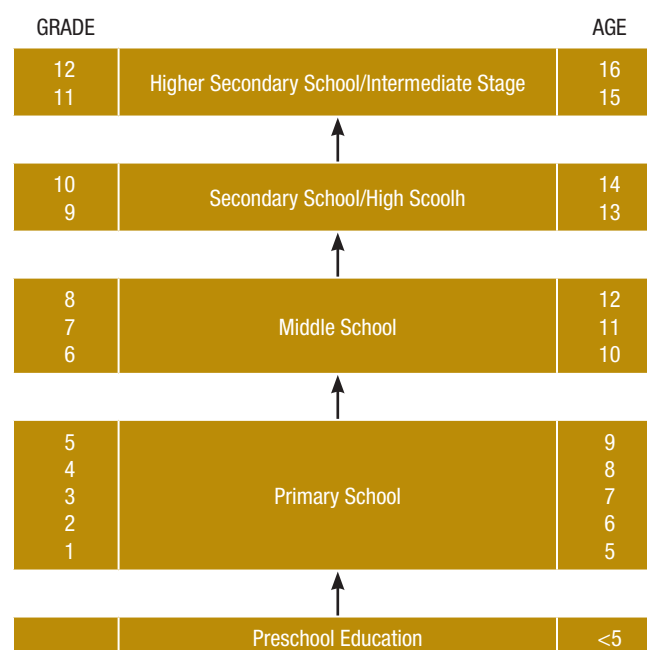 GRADE AGE
12 Higher Secondary School/Intermediate Stage 16
11 15
10 Secondary School/High Scoolh 14
9 13
8 12
7 Middle School 11
6 10
5 9
4 8
3 Primary School 7
2 6
1 5
Preschool Education <5